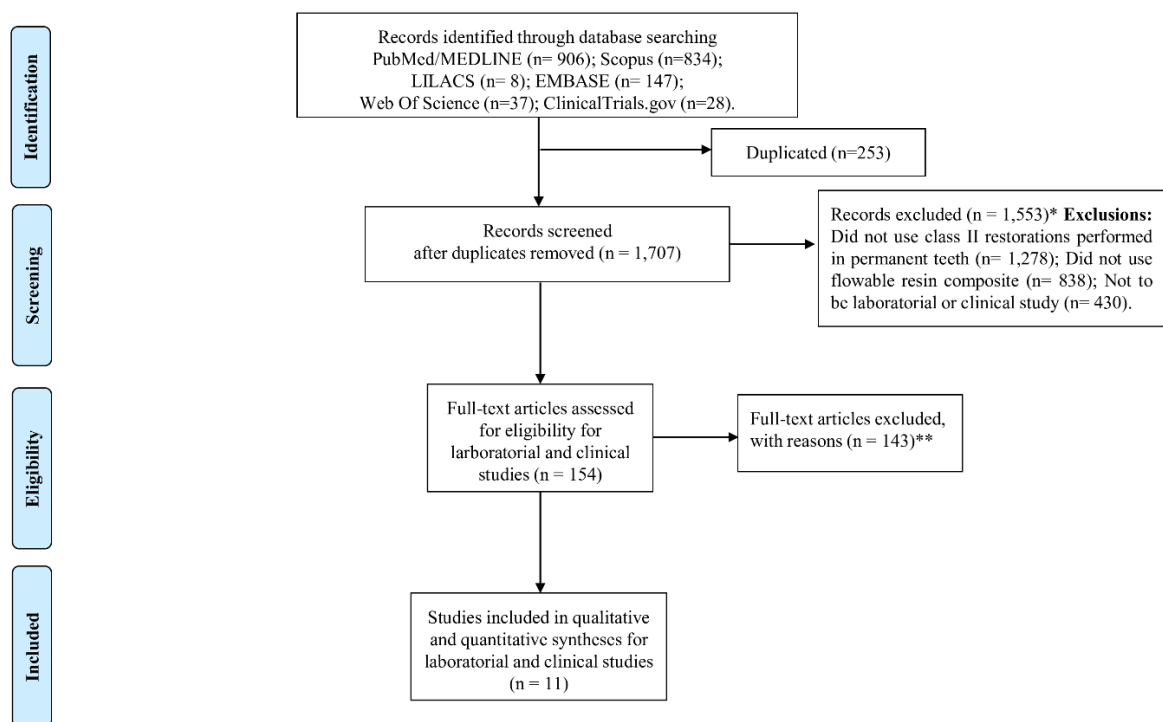 Identification
Records identified through database searching
PubMed/MEDLINE (n= 906); Scopus (n=834);
LILACS (n= 8); EMBASE (n= 147);
Web Of Science (n=37); ClinicalTrials.gov (n=28).
Duplicated (n=253)
Screening
Records screened
after duplicates removed (n = 1,707)
Records excluded (n = 1,553)* Exclusions:
Did not use class II restorations performed
in permanent teeth (n= 1,278); Did not use
flowable resin composite (n= 838); Not to
be laboratorial or clinical study (n= 430).
Eligibility
Full-text articles assessed
for eligibility for
larboratorial and clinical
studies (n = 154)
Full-text articles excluded,
with reasons (n = 143)**
Included
Studies included in qualitative
and quantitative syntheses for
laboratorial and clinical studies
(n = 11)